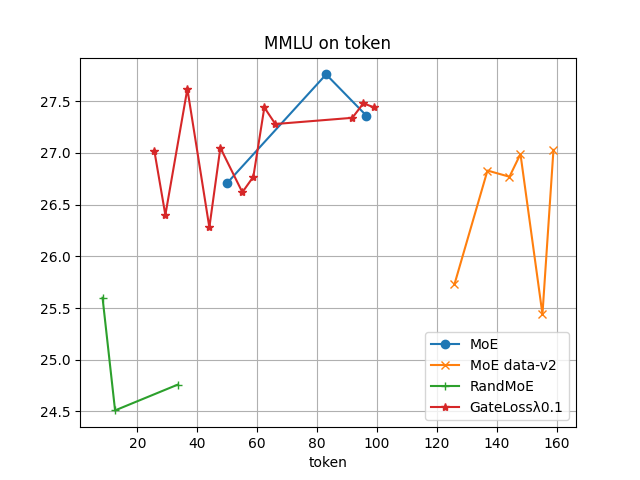 MMLU on token
27.5
27.0
26.5
26.0
25.5
25.0
24.5
MoE
MoE data-v2
RandMoE
GateLossλ0.1
20 40 60 80 100 120 140 160
token